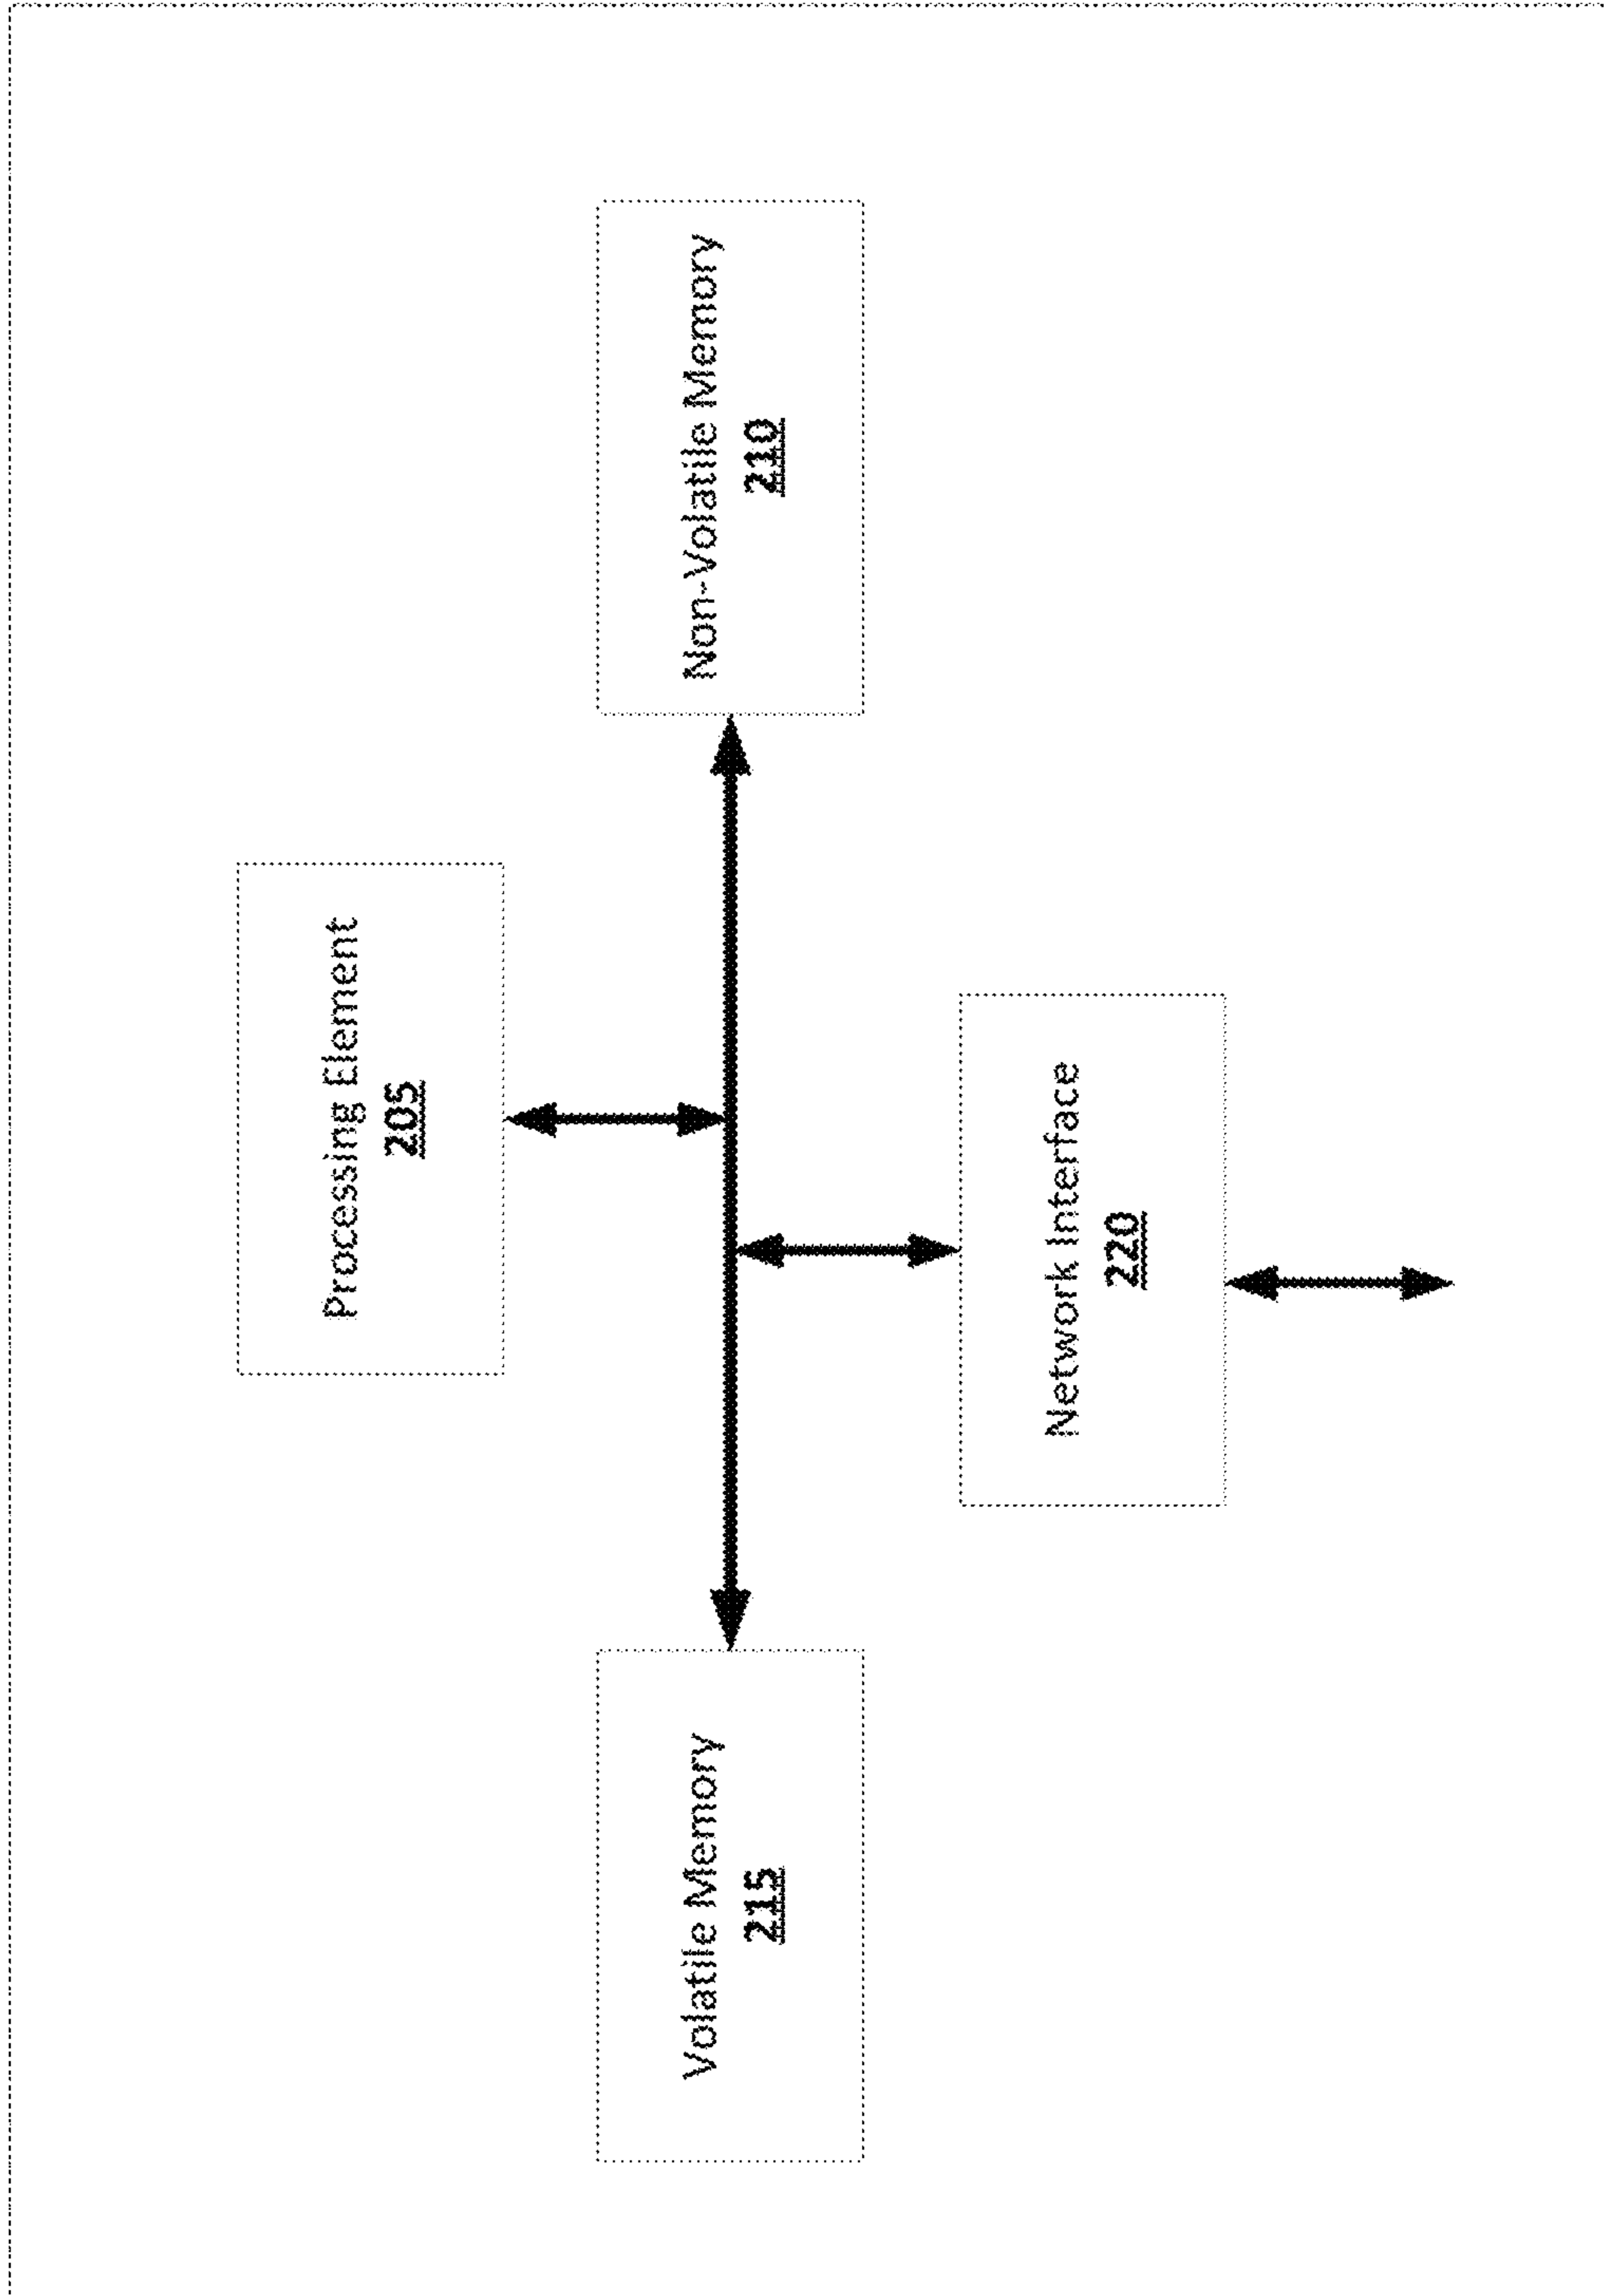 Processing Element
205
Volatile Memory
215
Non-Volatile Memory
210
Network Interface
220